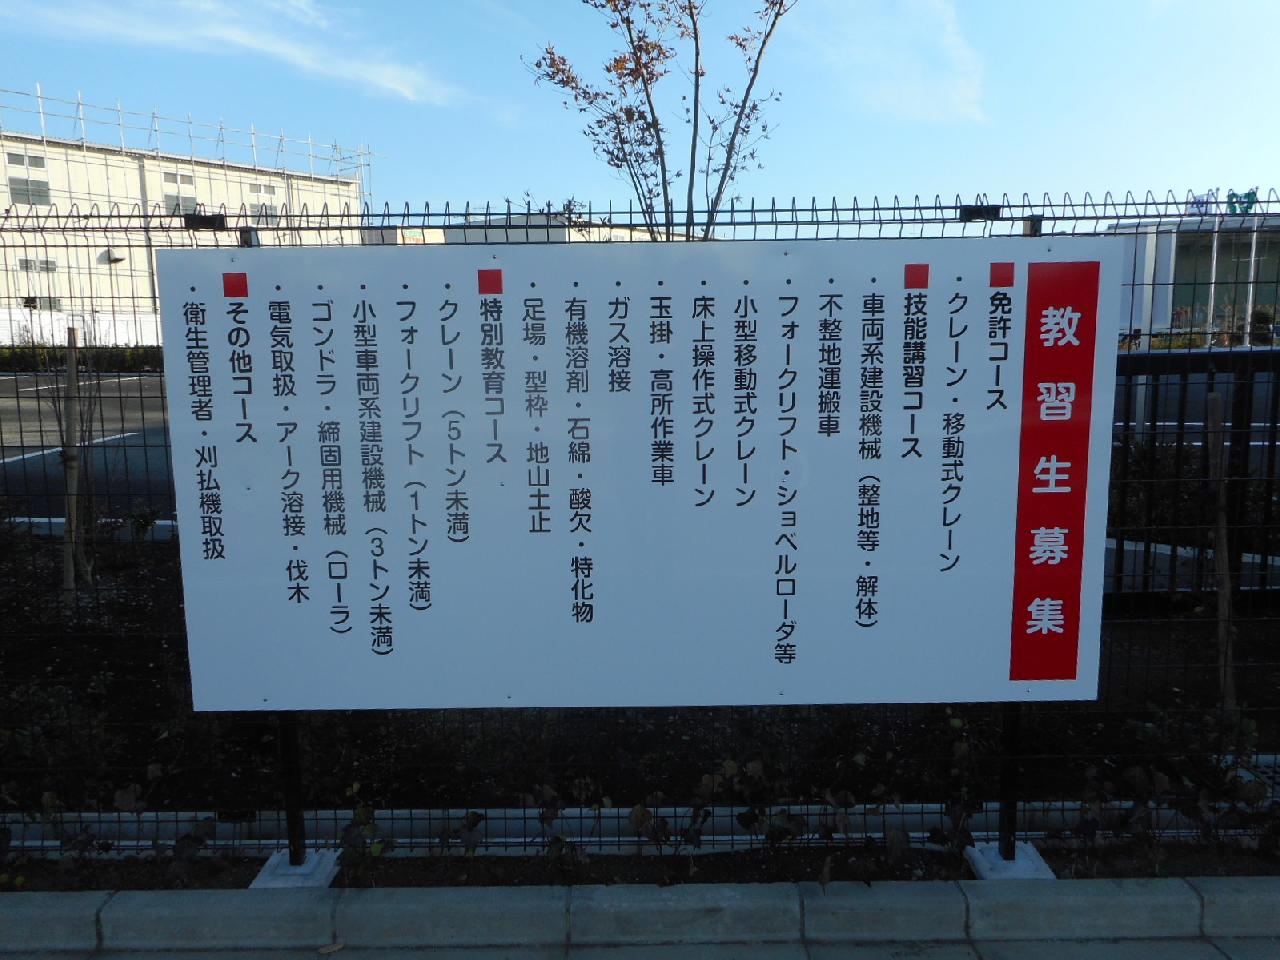 教習生募集
■免許コース
・クレーン・移動式クレーン
■技能講習コース
・車両系建設機械（整地等・解体）
・不整地運搬車
・フォークリフト・ショベルローダ等
・小型移動式クレーン
・床上操作式クレーン
・玉掛・高所作業車
・ガス溶接
・有機溶剤・石綿・酸欠・特化物
・足場・型枠・地山土止
■特別教育コース
・クレーン（5トン未満）
・フォークリフト（1トン未満）
・小型車両系建設機械（3トン未満）
・ゴンドラ・締固用機械（ローラ）
・電気取扱・アーク溶接・伐木
■その他コース
・衛生管理者・刈払機取扱